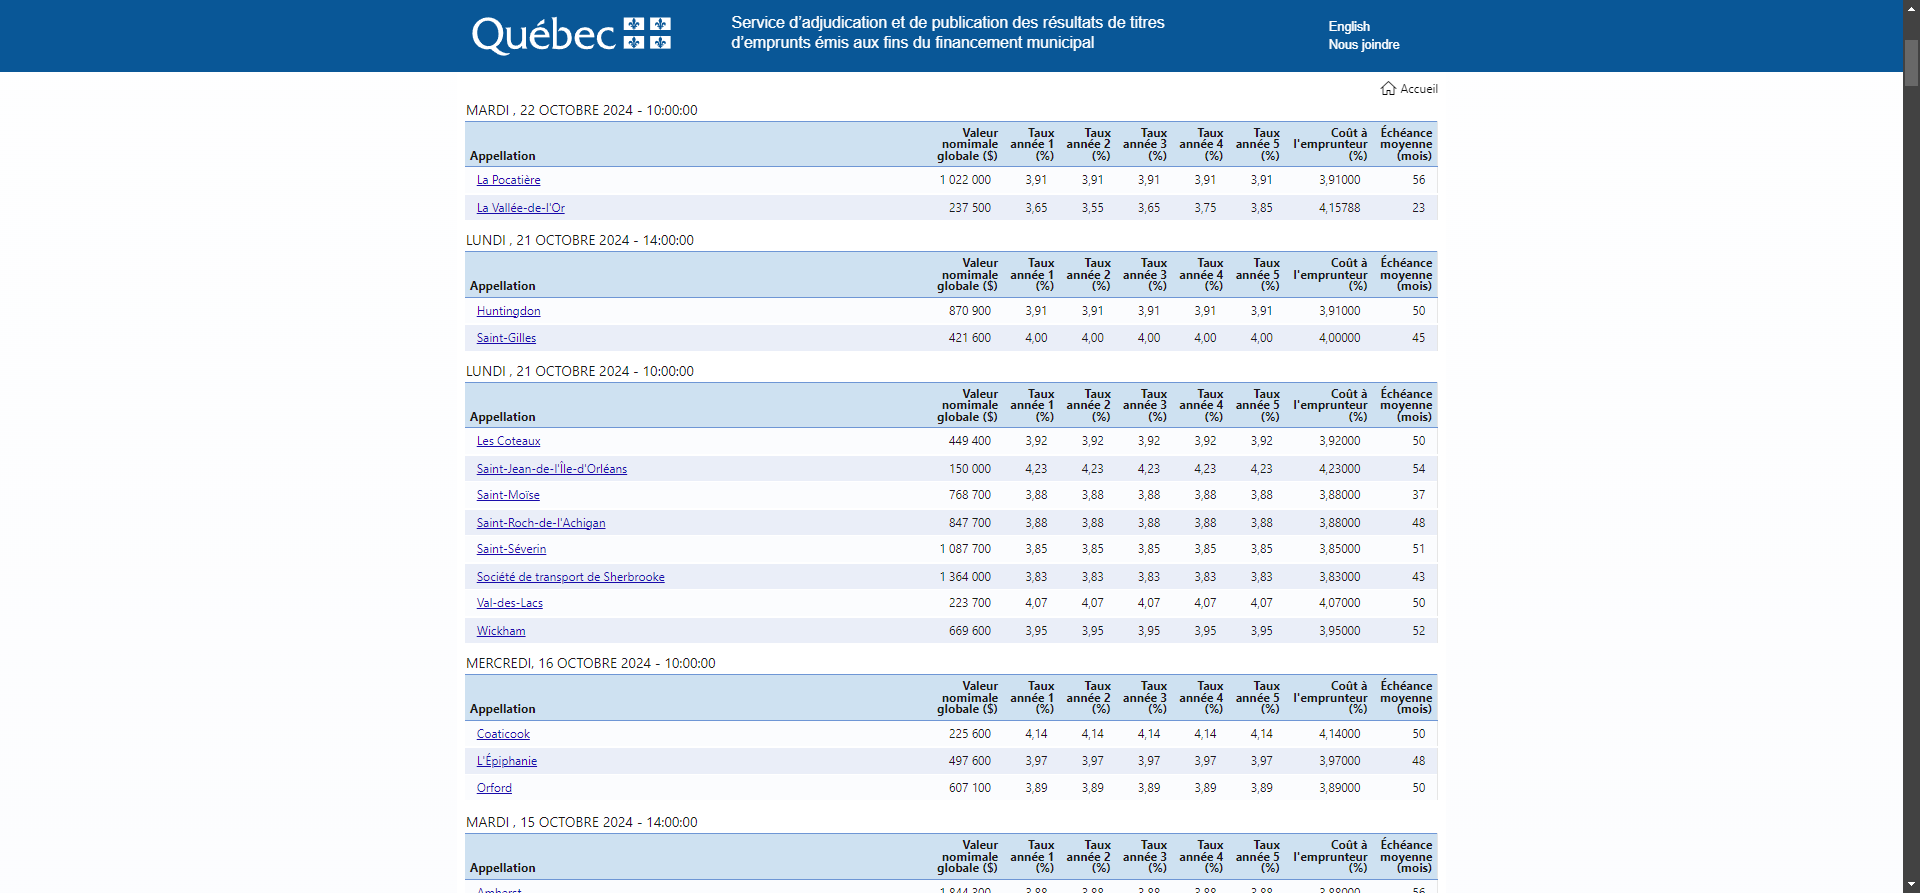 Québec
Service d'adjudication et de publication des résultats de titres
d'emprunts émis aux fins du financement municipal
English
Nous joindre
Accueil
MARDI , 22 OCTOBRE 2024 - 10:00:00
Appellation Valeur nomimale globale ($) Taux année 1 (%) Taux année 2 (%) Taux année 3 (%) Taux année 4 (%) Taux année 5 (%) Coût à l'emprunteur (%) Échéance moyenne (mois)
La Pocatière 1 022 000 3,91 3,91 3,91 3,91 3,91 3,91000 56
La Vallée-de-l'Or 237 500 3,65 3,55 3,65 3,75 3,85 4,15788 23
LUNDI , 21 OCTOBRE 2024 - 14:00:00
Appellation Valeur nomimale globale ($) Taux année 1 (%) Taux année 2 (%) Taux année 3 (%) Taux année 4 (%) Taux année 5 (%) Coût à l'emprunteur (%) Échéance moyenne (mois)
Huntingdon 870 900 3,91 3,91 3,91 3,91 3,91 3,91000 50
Saint-Gilles 421 600 4,00 4,00 4,00 4,00 4,00 4,00000 45
LUNDI , 21 OCTOBRE 2024 - 10:00:00
Appellation Valeur nomimale globale ($) Taux année 1 (%) Taux année 2 (%) Taux année 3 (%) Taux année 4 (%) Taux année 5 (%) Coût à l'emprunteur (%) Échéance moyenne (mois)
Les Coteaux 449 400 3,92 3,92 3,92 3,92 3,92 3,92000 50
Saint-Jean-de-l'Île-d'Orléans 150 000 4,23 4,23 4,23 4,23 4,23 4,23000 54
Saint-Moïse 768 700 3,88 3,88 3,88 3,88 3,88 3,88000 37
Saint-Roch-de-l'Achigan 847 700 3,88 3,88 3,88 3,88 3,88 3,88000 48
Saint-Séverin 1 087 700 3,85 3,85 3,85 3,85 3,85 3,85000 51
Société de transport de Sherbrooke 1 364 000 3,83 3,83 3,83 3,83 3,83 3,83000 43
Val-des-Lacs 223 700 4,07 4,07 4,07 4,07 4,07 4,07000 50
Wickham 669 600 3,95 3,95 3,95 3,95 3,95 3,95000 52
MERCREDI, 16 OCTOBRE 2024 - 10:00:00
Appellation Valeur nomimale globale ($) Taux année 1 (%) Taux année 2 (%) Taux année 3 (%) Taux année 4 (%) Taux année 5 (%) Coût à l'emprunteur (%) Échéance moyenne (mois)
Coaticook 225 600 4,14 4,14 4,14 4,14 4,14 4,14000 50
L'Épiphanie 497 600 3,97 3,97 3,97 3,97 3,97 3,97000 48
Orford 607 100 3,89 3,89 3,89 3,89 3,89 3,89000 50
MARDI , 15 OCTOBRE 2024 - 14:00:00
Appellation Valeur nomimale globale ($) Taux année 1 (%) Taux année 2 (%) Taux année 3 (%) Taux année 4 (%) Taux année 5 (%) Coût à l'emprunteur (%) Échéance moyenne (mois)